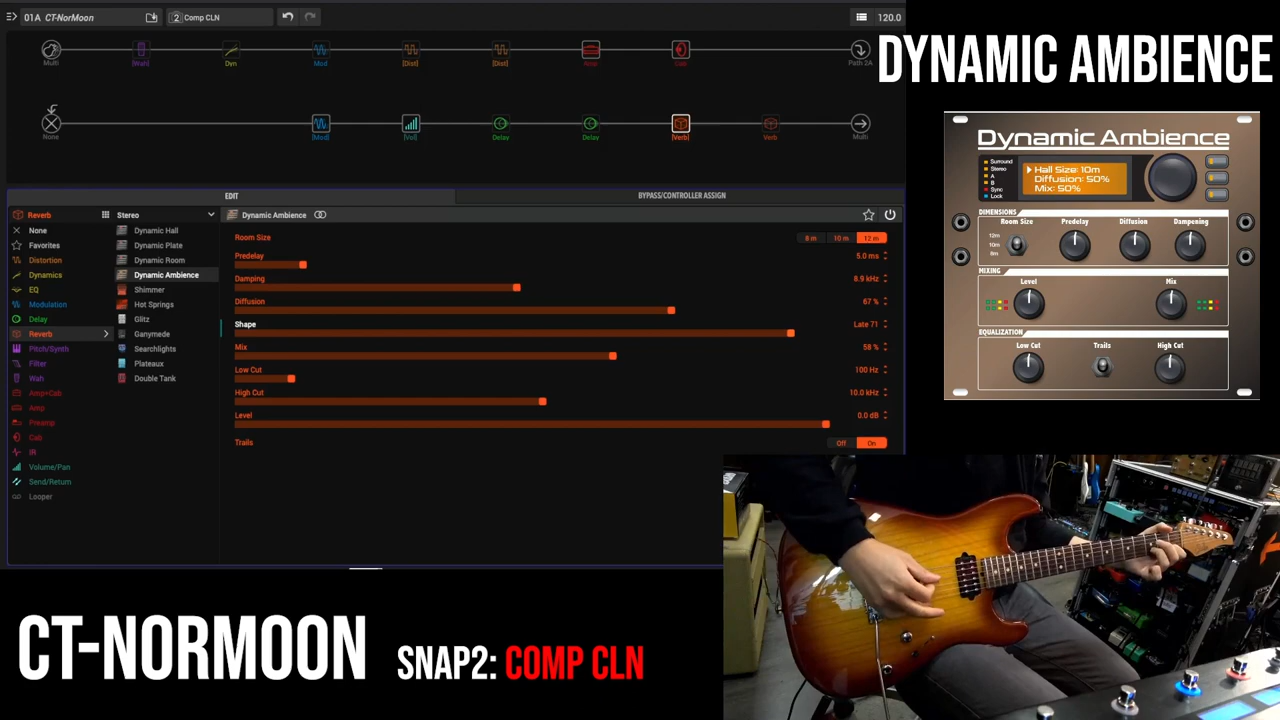 01A CT-NorMoon
2 Comp CLN
120.0
Multi
[Wah]
Dyn
Mod
[Dist]
[Dist]
Amp
Cab
Path 2A
None
[Mod]
[Vol]
Delay
Delay
[Verb]
[Verb]
Multi
DYNAMIC AMBIENCE
Dynamic Ambience
Surround
Stereo
A
B
Sync
Lock
Hall Size: 10m
Diffusion: 50%
Mix: 50%
DIMENSIONS
Room Size
Predelay
Diffusion
Dampening
12m
10m
8m
MIXING
Level
Mix
EQUALIZATION
Low Cut
Trails
High Cut
EDIT
BYPASS/CONTROLLER ASSIGN
Reverb
None
Favorites
Distortion
Dynamics
EQ
Modulation
Delay
Reverb
Pitch/Synth
Filter
Wah
Amp+Cab
Amp
Preamp
Cab
IR
Volume/Pan
Send/Return
Looper
Stereo
Dynamic Hall
Dynamic Plate
Dynamic Room
Dynamic Ambience
Shimmer
Hot Springs
Glitz
Ganymede
Searchlights
Plateaux
Double Tank
Dynamic Ambience
Room Size 8 m 10 m 12 m
Predelay 5.0 ms
Damping 8.9 kHz
Diffusion 67 %
Shape Late 71
Mix 58 %
Low Cut 100 Hz
High Cut 10.0 kHz
Level 0.0 dB
Trails Off On
CT-NORMOON
SNAP2: COMP CLN